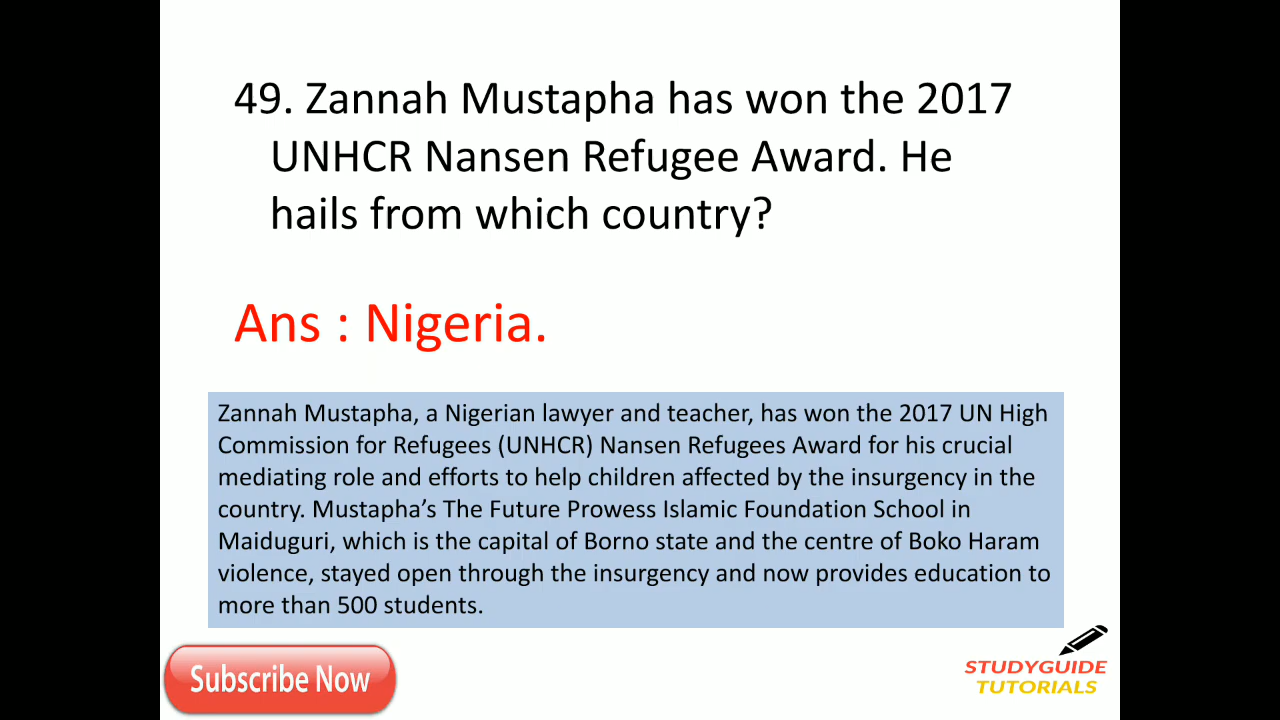 49. Zannah Mustapha has won the 2017
UNHCR Nansen Refugee Award. He
hails from which country?
Ans : Nigeria.
Zannah Mustapha, a Nigerian lawyer and teacher, has won the 2017 UN High
Commission for Refugees (UNHCR) Nansen Refugees Award for his crucial
mediating role and efforts to help children affected by the insurgency in the
country. Mustapha’s The Future Prowess Islamic Foundation School in
Maiduguri, which is the capital of Borno state and the centre of Boko Haram
violence, stayed open through the insurgency and now provides education to
more than 500 students.
Subscribe Now
STUDYGUIDE
TUTORIALS